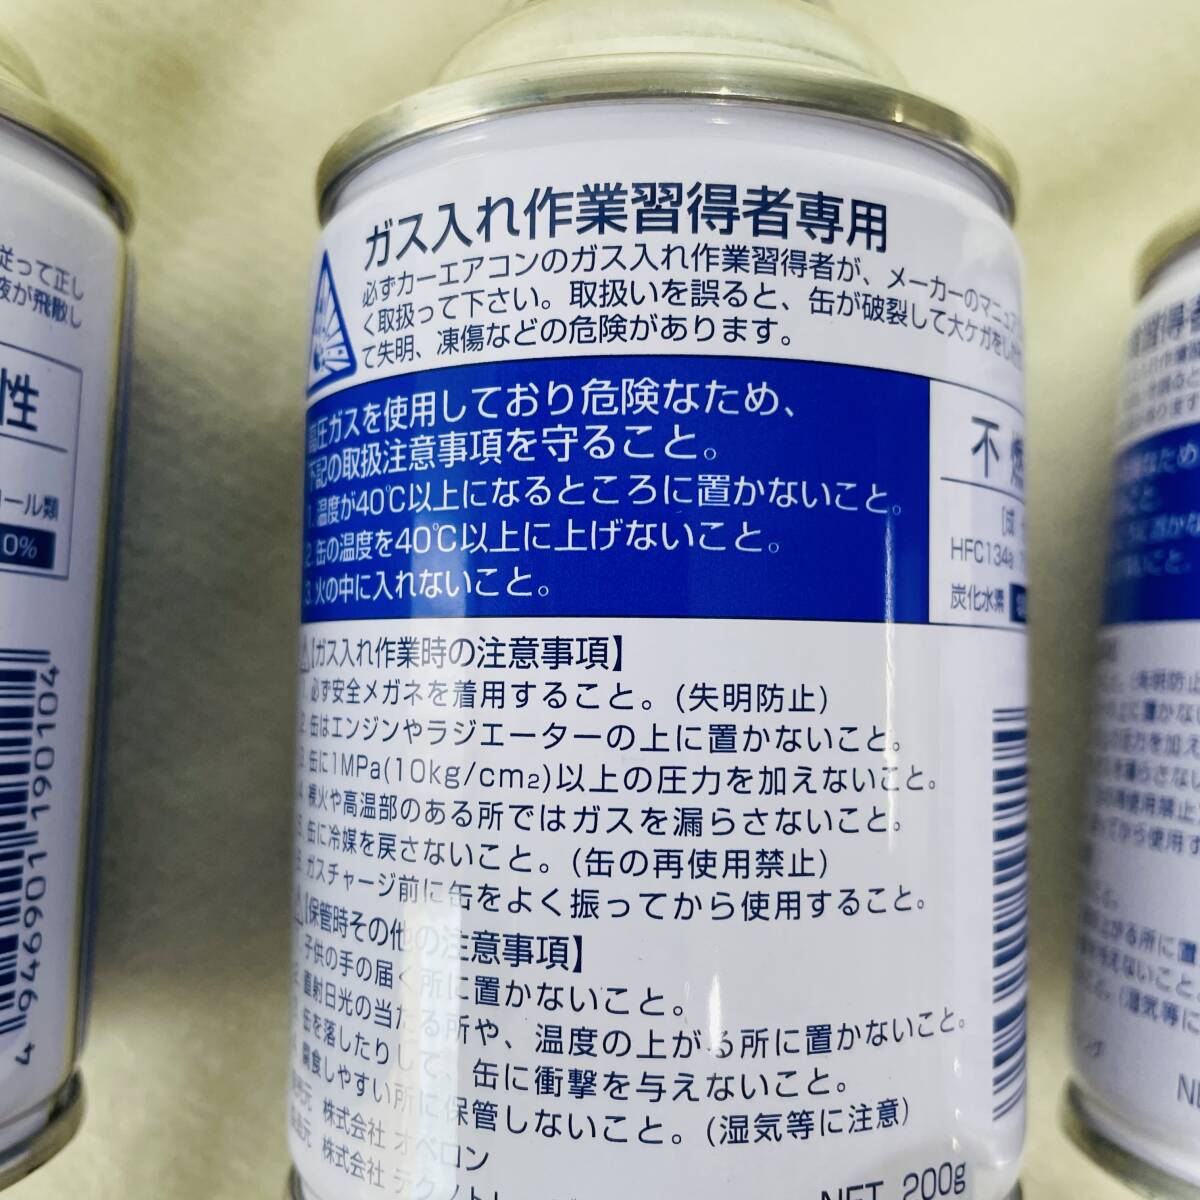 ガス入れ作業習得者専用
必ずカーエアコンのガス入れ作業習得者が、メーカーのマニュ
く取扱って下さい。取扱いを誤ると、缶が破裂して大ケガをし
て失明、凍傷などの危険があります。
圧ガスを使用しており危険なため、
下記の取扱注意事項を守ること。
1.温度が40℃以上になるところに置かないこと。
2.缶の温度を40℃以上に上げないこと。
3.火の中に入れないこと。
【ガス入れ作業時の注意事項】
1.必ず安全メガネを着用すること。(失明防止)
2.缶はエンジンやラジエーターの上に置かないこと。
3.缶に1MPa(10kg/cm2)以上の圧力を加えないこと。
4.裸火や高温部のある所ではガスを漏らさないこと。
5.缶に冷媒を戻さないこと。(缶の再使用禁止)
ガスチャージ前に缶をよく振ってから使用すること。
【保管時その他の注意事項】
子供の手の届く所に置かないこと。
直射日光の当たる所や、温度の上がる所に置かないこと。
缶を落したりして、缶に衝撃を与えないこと。
腐食しやすい所に保管しないこと。(湿気等に注意)
株式会社 オベロン
株式会社
NET 200g
不
HFC134a
炭化水素
従って正し
液が飛散し
性
ール類
0%
4946960190104
習得